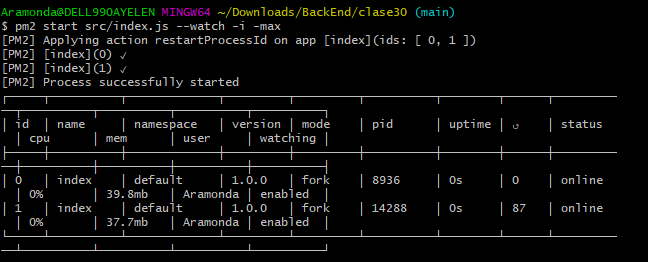 Aramonda@DELL990AYELEN MINGW64 ~/Downloads/BackEnd/clase30 (main)
$ pm2 start src/index.js --watch -i -max
[PM2] Applying action restartProcessId on app [index](ids: [ 0, 1 ])
[PM2] [index](0) ✓
[PM2] [index](1) ✓
[PM2] Process successfully started
│ id │ name │ namespace │ version │ mode │ pid │ uptime │ ↺ │ status
│ cpu │ mem │ user │ watching │
│ 0 │ index │ default │ 1.0.0 │ fork │ 8936 │ 0s │ 0 │ online
│ 0% │ 39.8mb │ Aramonda │ enabled │
│ 1 │ index │ default │ 1.0.0 │ fork │ 14288 │ 0s │ 87 │ online
│ 0% │ 37.7mb │ Aramonda │ enabled │